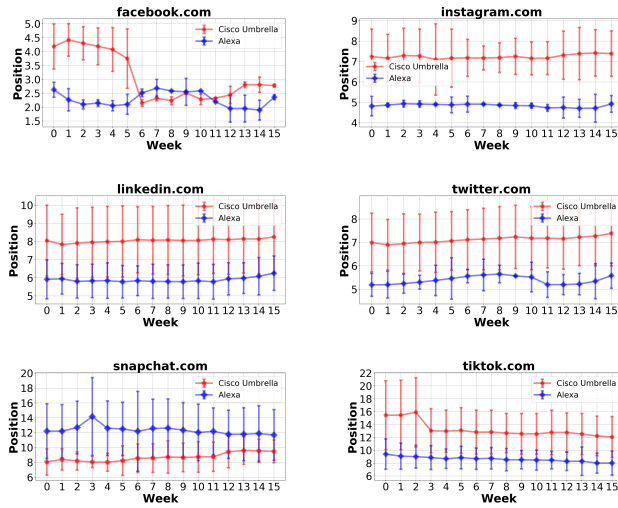 facebook.com
5.0
4.5
4.0
3.5
3.0
2.5
2.0
1.5
Position
Cisco Umbrella
Alexa
0 1 2 3 4 5 6 7 8 9 10 11 12 13 14 15
Week
instagram.com
9
8
7
6
5
4
Position
Cisco Umbrella
Alexa
0 1 2 3 4 5 6 7 8 9 10 11 12 13 14 15
Week
linkedin.com
10
9
8
7
6
5
Position
Cisco Umbrella
Alexa
0 1 2 3 4 5 6 7 8 9 10 11 12 13 14 15
Week
twitter.com
8
7
6
5
Position
Cisco Umbrella
Alexa
0 1 2 3 4 5 6 7 8 9 10 11 12 13 14 15
Week
snapchat.com
20
18
16
14
12
10
8
6
Position
Cisco Umbrella
Alexa
0 1 2 3 4 5 6 7 8 9 10 11 12 13 14 15
Week
tiktok.com
22
20
18
16
14
12
10
8
6
Position
Cisco Umbrella
Alexa
0 1 2 3 4 5 6 7 8 9 10 11 12 13 14 15
Week